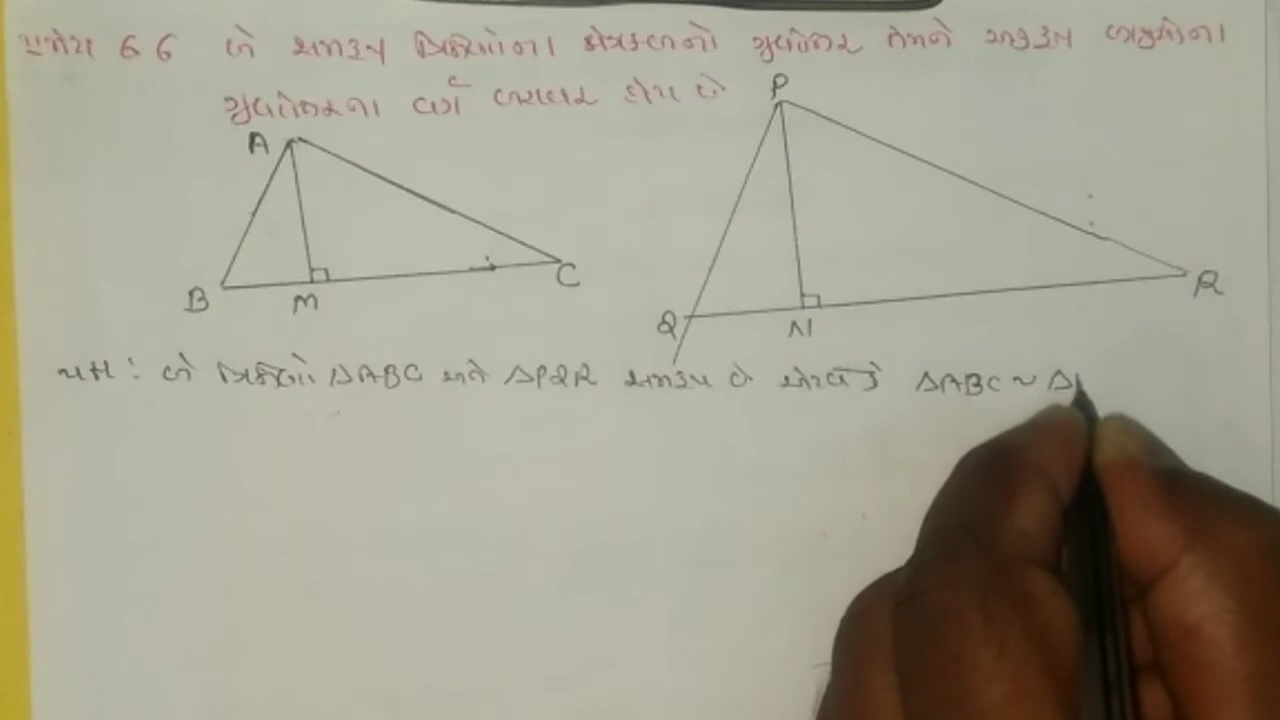 પ્રમેય 6 6 બે સમરૂપ ત્રિકોણોના ક્ષેત્રફળનો ગુણોત્તર તેમની અનુરૂપ બાજુઓના
ગુણોત્તરના વર્ગ બરાબર હોય છે
P
A
B
M
C
Q
N
R
પક્ષ : બે ત્રિકોણો ΔABC અને ΔPQR સમરૂપ છે એટલે કે ΔABC ~ Δ